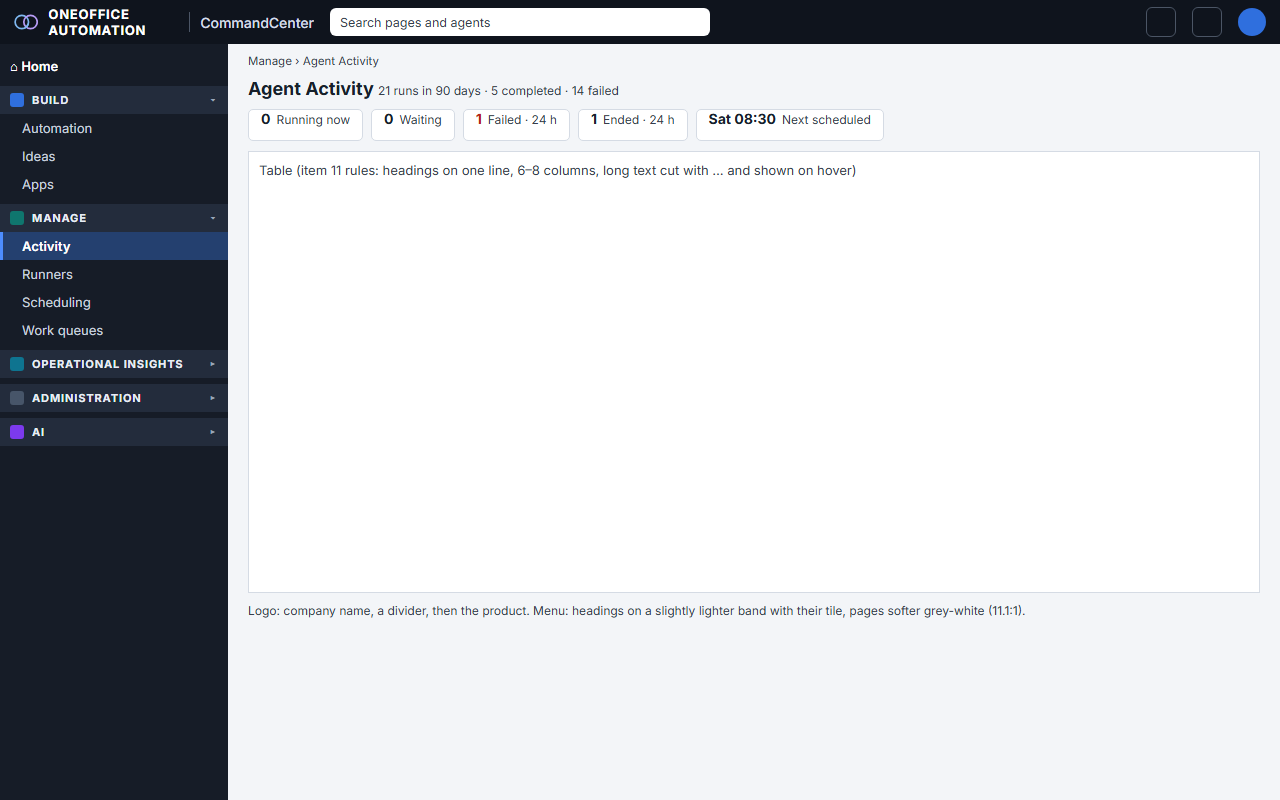 ONEOFFICE
AUTOMATION
CommandCenter
Search pages and agents
Home
BUILD
Automation
Ideas
Apps
MANAGE
Activity
Runners
Scheduling
Work queues
OPERATIONAL INSIGHTS
ADMINISTRATION
AI
Manage › Agent Activity
Agent Activity 21 runs in 90 days · 5 completed · 14 failed
0 Running now
0 Waiting
1 Failed · 24 h
1 Ended · 24 h
Sat 08:30 Next scheduled
Table (item 11 rules: headings on one line, 6–8 columns, long text cut with … and shown on hover)
Logo: company name, a divider, then the product. Menu: headings on a slightly lighter band with their tile, pages softer grey-white (11.1:1).